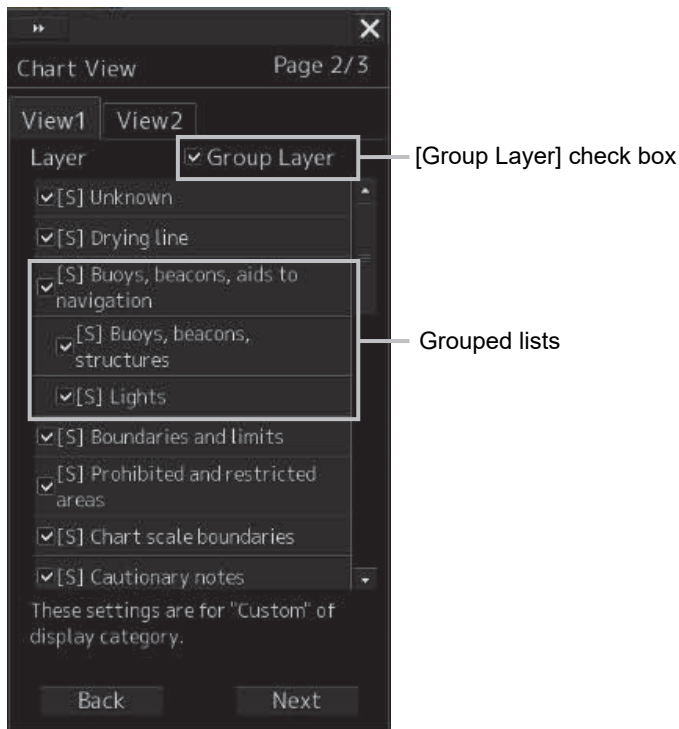 Chart View Page 2/3
View1 View2
Layer Group Layer
[Group Layer] check box
[S] Unknown
[S] Drying line
[S] Buoys, beacons, aids to
navigation
[S] Buoys, beacons,
structures
Grouped lists
[S] Lights
[S] Boundaries and limits
[S] Prohibited and restricted
areas
[S] Chart scale boundaries
[S] Cautionary notes
These settings are for "Custom" of
display category.
Back Next